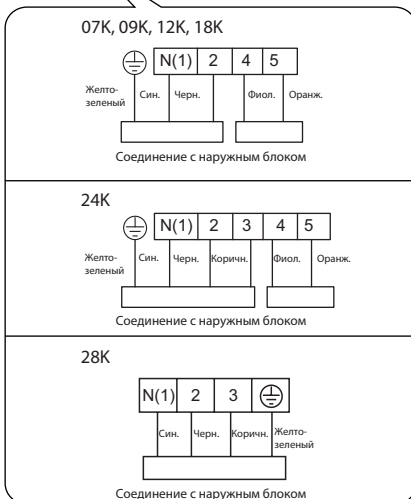 07K, 09K, 12K, 18K
N(1) 2 4 5
Желто-
зеленый
Син. Черн. Фиол. Оранж.
Соединение с наружным блоком
24K
N(1) 2 3 4 5
Желто-
зеленый
Син. Черн. Коричн. Фиол. Оранж.
Соединение с наружным блоком
28K
N(1) 2 3
Син. Черн. Коричн. Желто-
зеленый
Соединение с наружным блоком